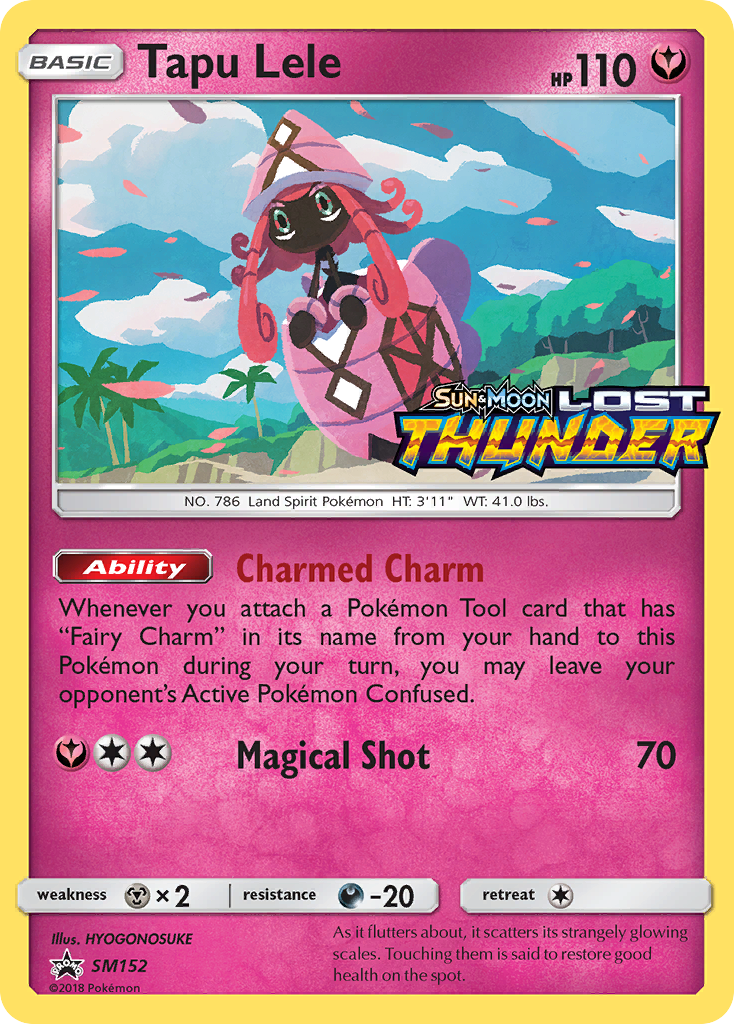 BASIC Tapu Lele HP 110
SUN & MOON LOST
THUNDER
NO. 786 Land Spirit Pokémon HT: 3'11" WT: 41.0 lbs.
Ability Charmed Charm
Whenever you attach a Pokémon Tool card that has
“Fairy Charm” in its name from your hand to this
Pokémon during your turn, you may leave your
opponent’s Active Pokémon Confused.
Magical Shot 70
weakness ×2 resistance -20 retreat
Illus. HYOGONOSUKE
PROMO SM152
©2018 Pokémon
As it flutters about, it scatters its strangely glowing
scales. Touching them is said to restore good
health on the spot.